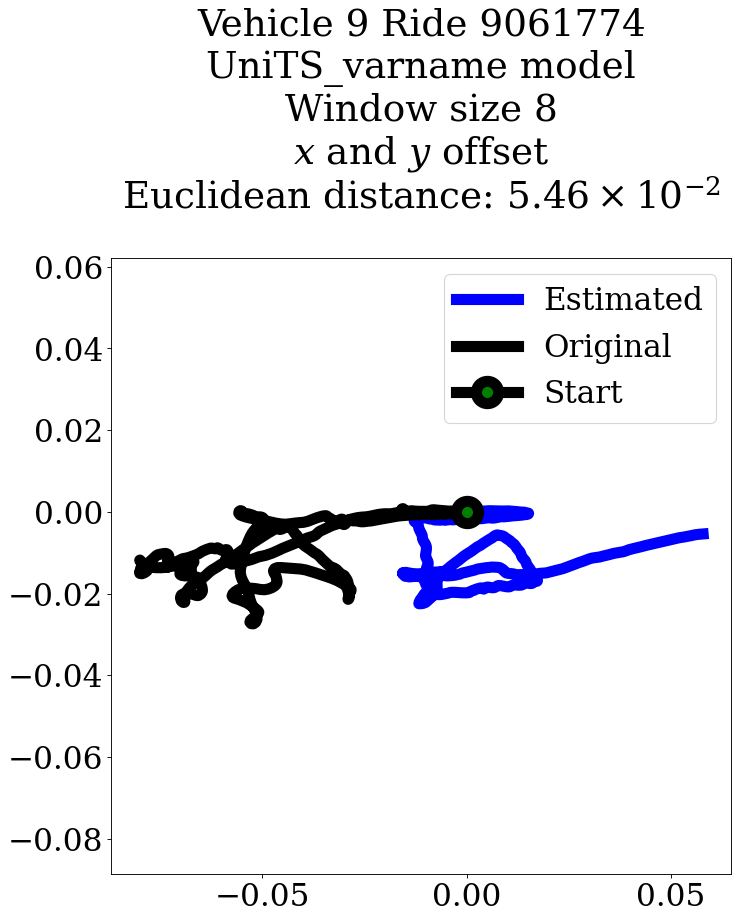 Vehicle 9 Ride 9061774
UniTS_varname model
Window size 8
x and y offset
Euclidean distance: 5.46 × 10⁻²
0.06
0.04
0.02
0.00
−0.02
−0.04
−0.06
−0.08
Estimated
Original
Start
−0.05
0.00
0.05